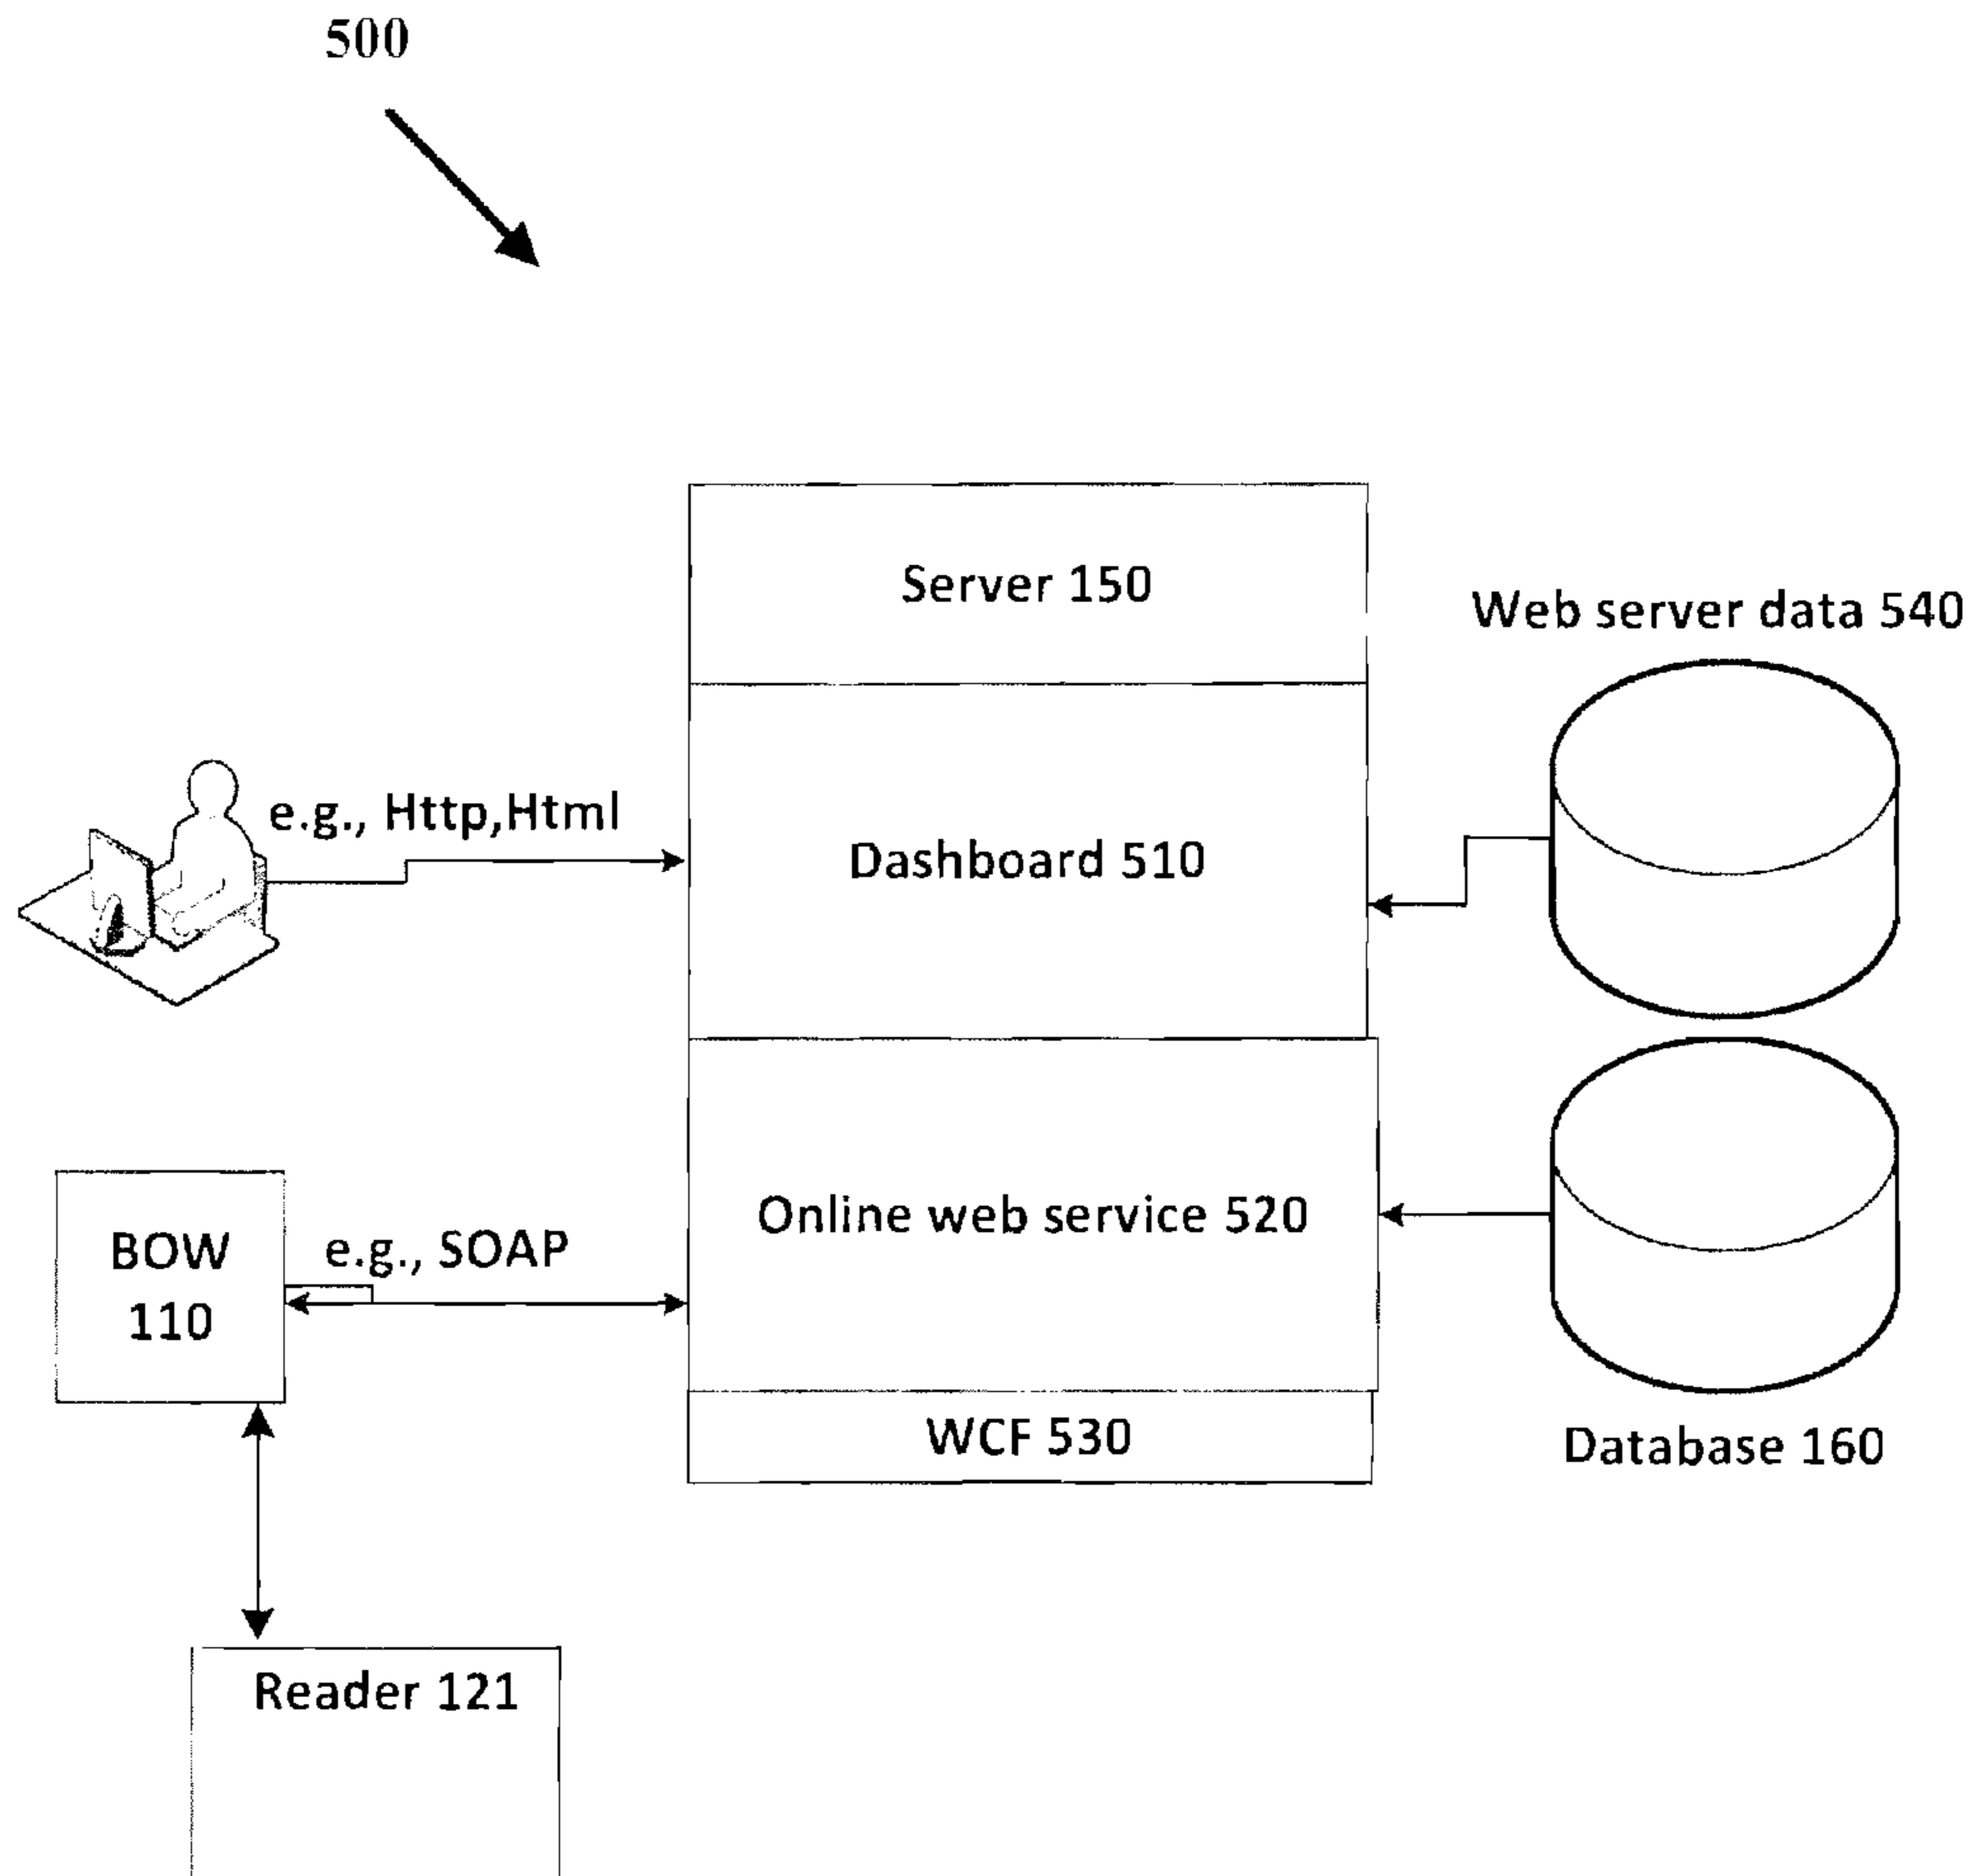 500
Server 150
Web server data 540
e.g., Http,Html
Dashboard 510
Online web service 520
BOW
110
e.g., SOAP
WCF 530
Database 160
Reader 121